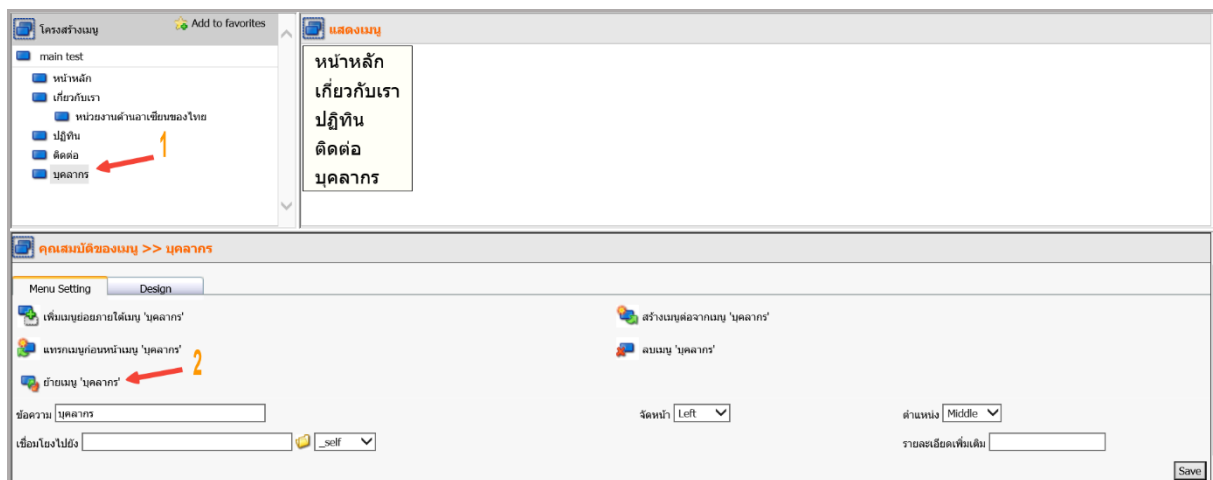 โครงสร้างเมนู
Add to favorites
main test
หน้าหลัก
เกี่ยวกับเรา
หน่วยงานด้านอาเซียนของไทย
ปฏิทิน
ติดต่อ
บุคลากร
1
แสดงเมนู
หน้าหลัก
เกี่ยวกับเรา
ปฏิทิน
ติดต่อ
บุคลากร
คุณสมบัติของเมนู >> บุคลากร
Menu Setting
Design
เพิ่มเมนูย่อยภายใต้เมนู 'บุคลากร'
สร้างเมนูต่อจากเมนู 'บุคลากร'
แทรกเมนูก่อนหน้าเมนู 'บุคลากร'
ลบเมนู 'บุคลากร'
2
ย้ายเมนู 'บุคลากร'
ข้อความ บุคลากร
จัดหน้า Left
ตำแหน่ง Middle
เชื่อมโยงไปยัง
_self
รายละเอียดเพิ่มเติม
Save